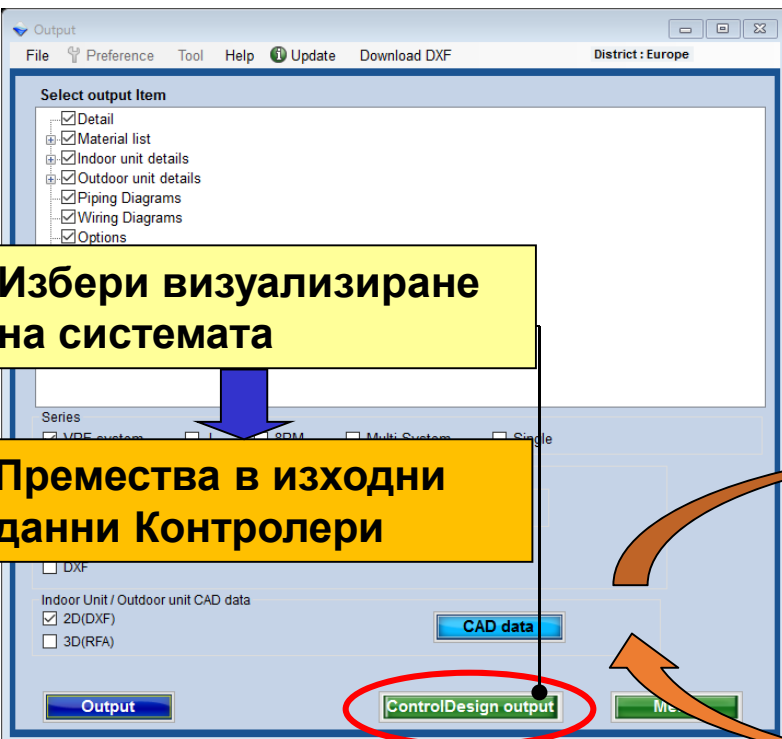 Output
File Preference Tool Help Update Download DXF District : Europe
Select output Item
Detail
Material list
Indoor unit details
Outdoor unit details
Piping Diagrams
Wiring Diagrams
Options
Избери визуализиране
на системата
Series
VRF system Multi System Single
Премества в изходни
данни Контролери
DXF
Indoor Unit / Outdoor unit CAD data
2D(DXF)
3D(RFA)
CAD data
Output ControlDesign output